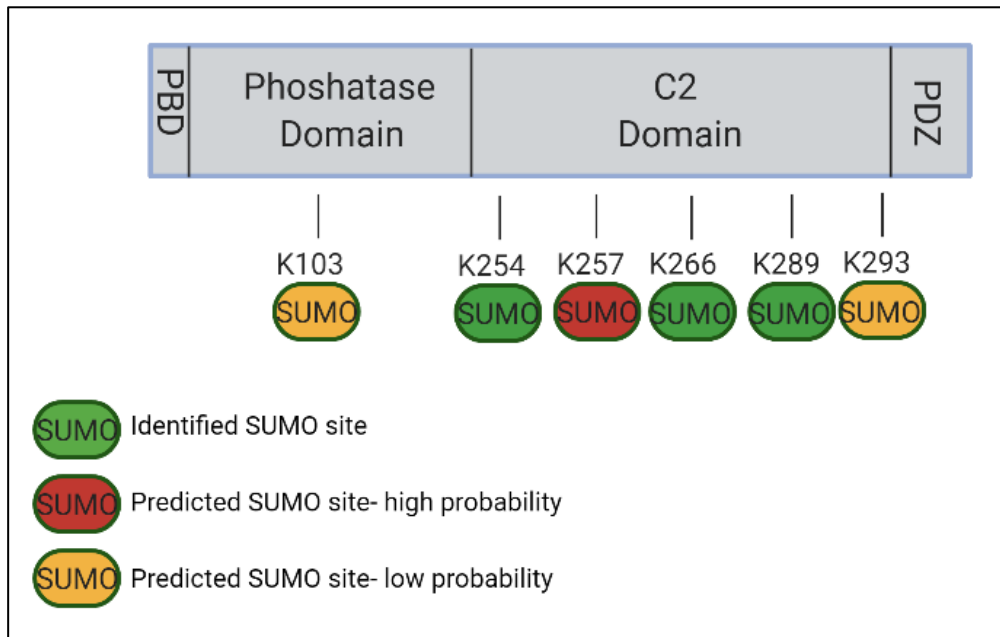 PBD
Phoshatase
Domain
C2
Domain
PDZ
K103
K254
K257
K266
K289
K293
SUMO
SUMO
SUMO
SUMO
SUMO
SUMO
SUMO Identified SUMO site
SUMO Predicted SUMO site- high probability
SUMO Predicted SUMO site- low probability